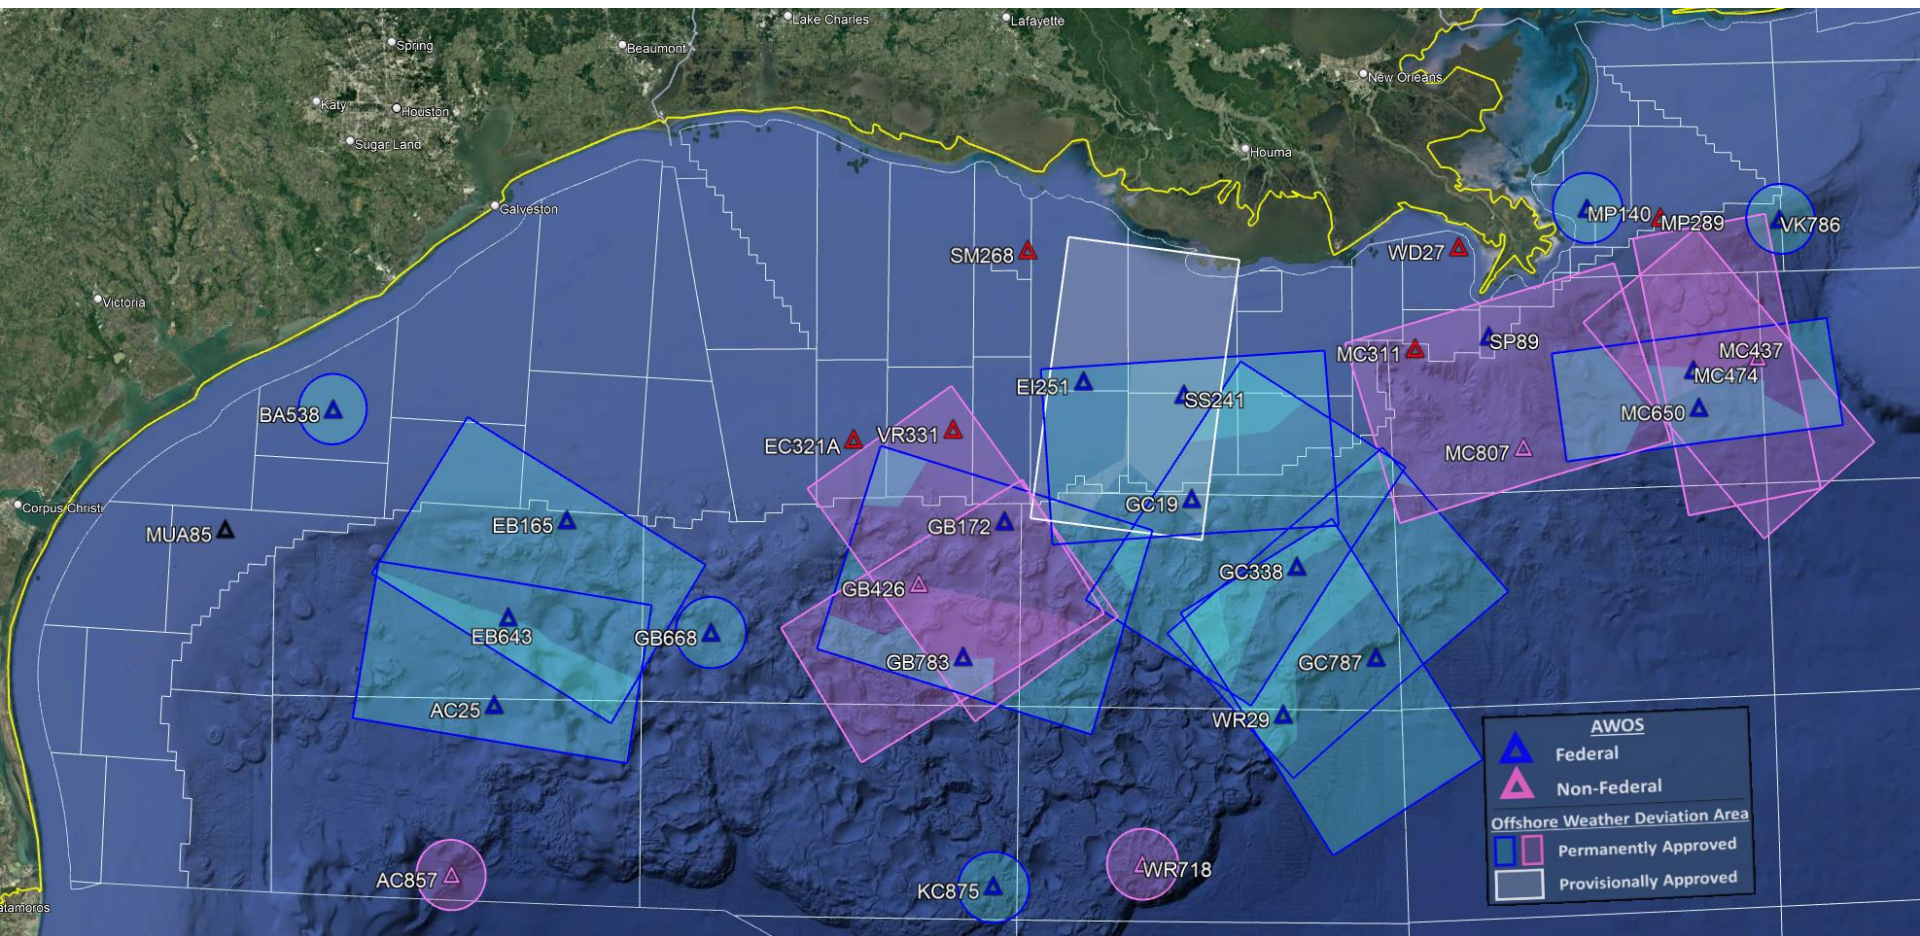 Lake Charles
Lafayette
Spring
Beaumont
New Orleans
Katy
Houston
Sugar Land
Houma
Galveston
MP140
MP289
VK786
SM268
WD27
Victoria
SP89
MC311
MC437
MC474
EI251
SS241
BA538
MC650
VR331
EC321A
MC807
Corpus Christi
GC19
EB165
GB172
MUA85
GC338
GB426
EB643
GB668
GB783
GC787
AC25
WR29
AWOS
Federal
Non-Federal
Offshore Weather Deviation Area
Permanently Approved
Provisionally Approved
AC857
WR718
KC875
atamoros